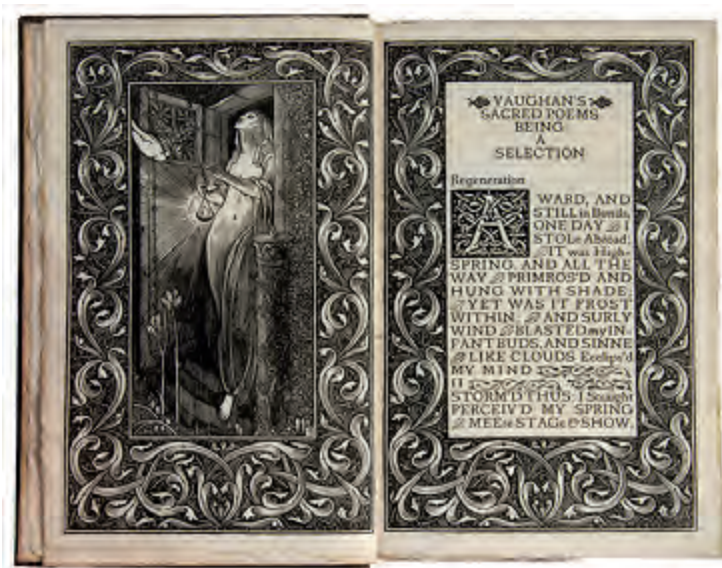 VAUGHAN'S
SACRED POEMS
BEING
A
SELECTION
Regeneration
A WARD, AND
STILL in Bonds,
ONE DAY I
STOLe Abroad;
IT was High-
SPRING, AND ALL THE
WAY PRIMROS'D AND
HUNG WITH SHADE;
YET WAS IT FROST
WITHIN, AND SURLY
WIND BLASTED my IN-
FANT BUDS, AND SINNE
LIKE CLOUDS Ecclips'd
MY MIND
II
STORM'D THUS; I Straight
PERCEIV'D MY SPRING
MEEre STAGe & SHOW,